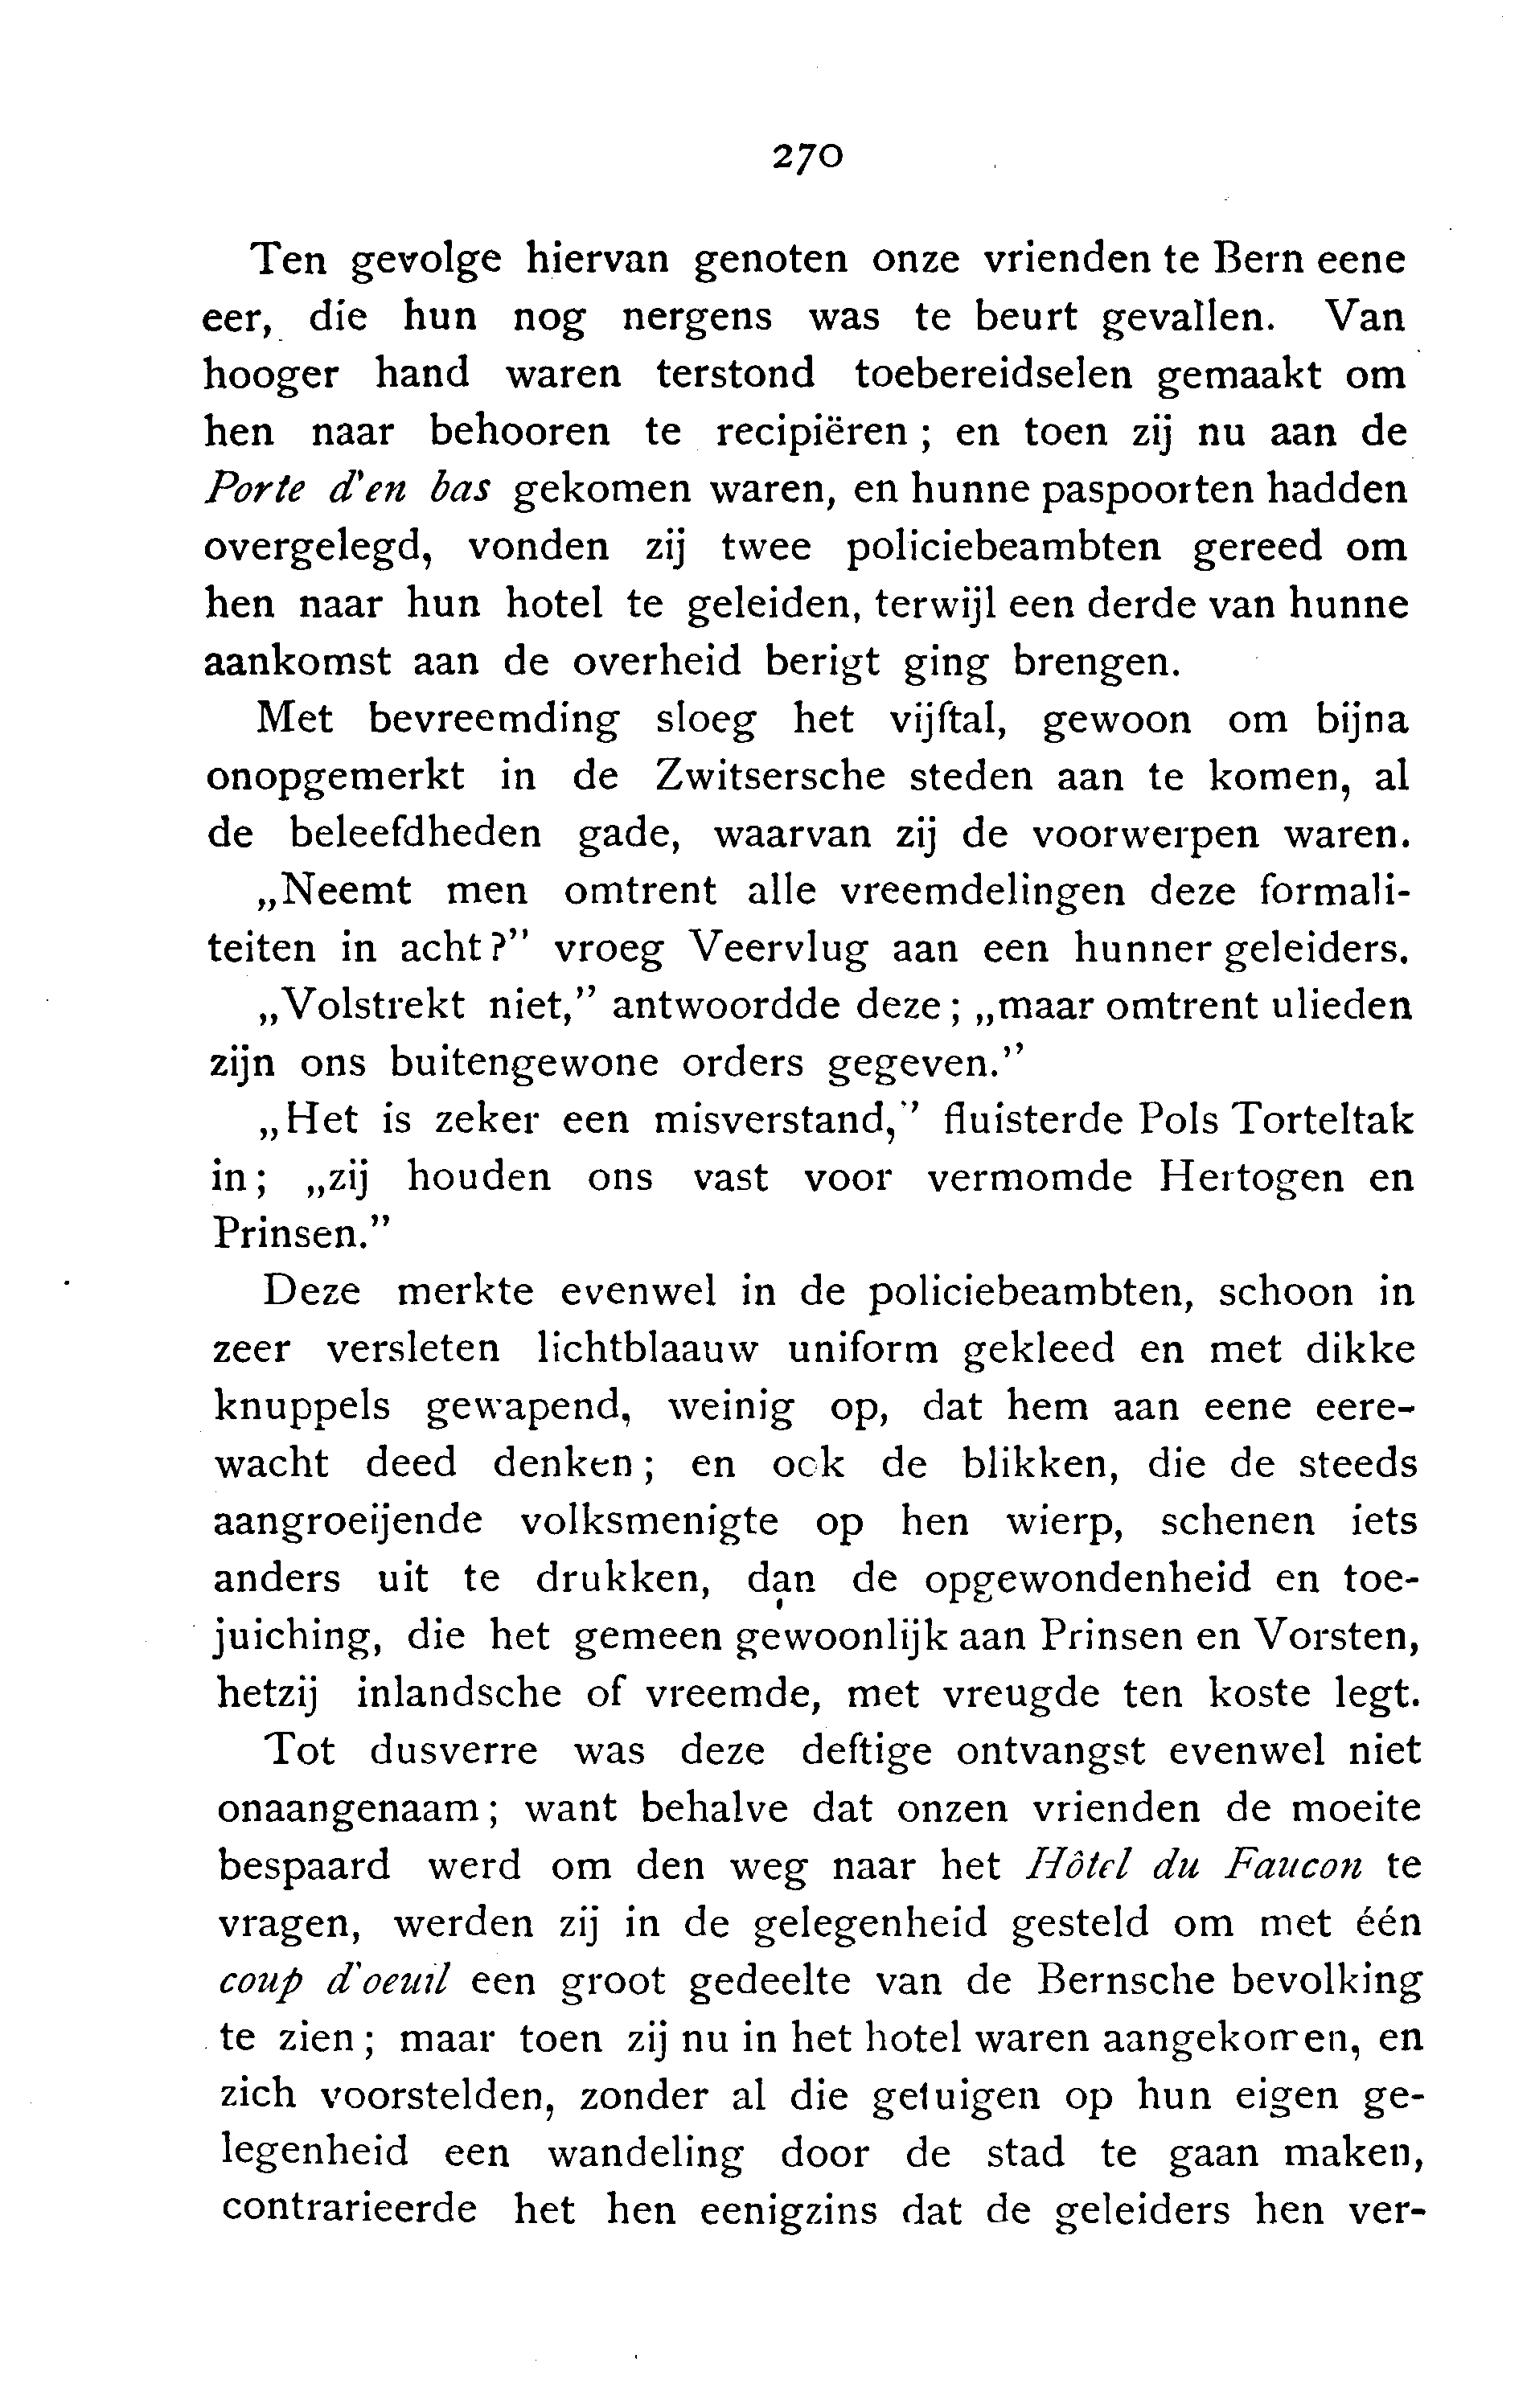 270
Ten gevolge hiervan genoten onze vrienden te Bern eene
eer, die hun nog nergens was te beurt gevallen. Van
hooger hand waren terstond toebereidselen gemaakt om
hen naar behooren te recipiëren; en toen zij nu aan de
Porte d'en bas gekomen waren, en hunne paspoorten hadden
overgelegd, vonden zij twee policiebeambten gereed om
hen naar hun hotel te geleiden, terwijl een derde van hunne
aankomst aan de overheid berigt ging brengen.
Met bevreemding sloeg het vijftal, gewoon om bijna
onopgemerkt in de Zwitsersche steden aan te komen, al
de beleefdheden gade, waarvan zij de voorwerpen waren.
„Neemt men omtrent alle vreemdelingen deze formali-
teiten in acht?” vroeg Veervlug aan een hunner geleiders.
„Volstrekt niet,” antwoordde deze; „maar omtrent ulieden
zijn ons buitengewone orders gegeven.”
„Het is zeker een misverstand,” fluisterde Pols Torteltak
in; „zij houden ons vast voor vermomde Hertogen en
Prinsen.”
Deze merkte evenwel in de policiebeambten, schoon in
zeer versleten lichtblaauw uniform gekleed en met dikke
knuppels gewapend, weinig op, dat hem aan eene eere-
wacht deed denken; en ook de blikken, die de steeds
aangroeijende volksmenigte op hen wierp, schenen iets
anders uit te drukken, dan de opgewondenheid en toe-
juiching, die het gemeen gewoonlijk aan Prinsen en Vorsten,
hetzij inlandsche of vreemde, met vreugde ten koste legt.
Tot dusverre was deze deftige ontvangst evenwel niet
onaangenaam; want behalve dat onzen vrienden de moeite
bespaard werd om den weg naar het Hôtel du Faucon te
vragen, werden zij in de gelegenheid gesteld om met één
coup d'oeuil een groot gedeelte van de Bernsche bevolking
te zien; maar toen zij nu in het hotel waren aangekomen, en
zich voorstelden, zonder al die getuigen op hun eigen ge-
legenheid een wandeling door de stad te gaan maken,
contrarieerde het hen eenigzins dat de geleiders hen ver-